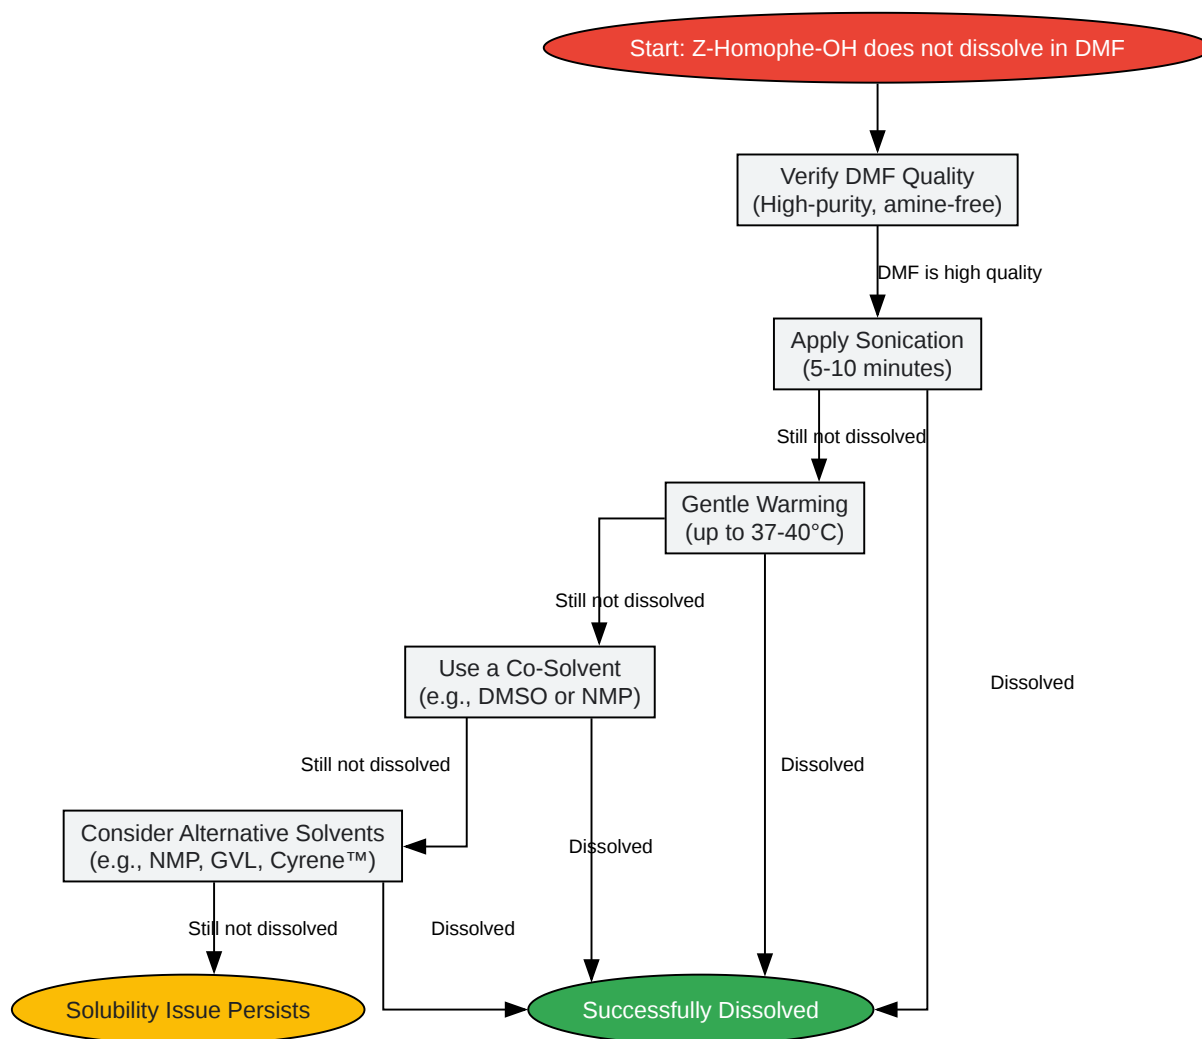 Start: Z-Homophe-OH does not dissolve in DMF
Verify DMF Quality
(High-purity, amine-free)
DMF is high quality
Apply Sonication
(5-10 minutes)
Still not dissolved
Gentle Warming
(up to 37-40°C)
Still not dissolved
Use a Co-Solvent
(e.g., DMSO or NMP)
Dissolved
Still not dissolved
Dissolved
Consider Alternative Solvents
(e.g., NMP, GVL, Cyrene™)
Dissolved
Still not dissolved
Dissolved
Solubility Issue Persists
Successfully Dissolved